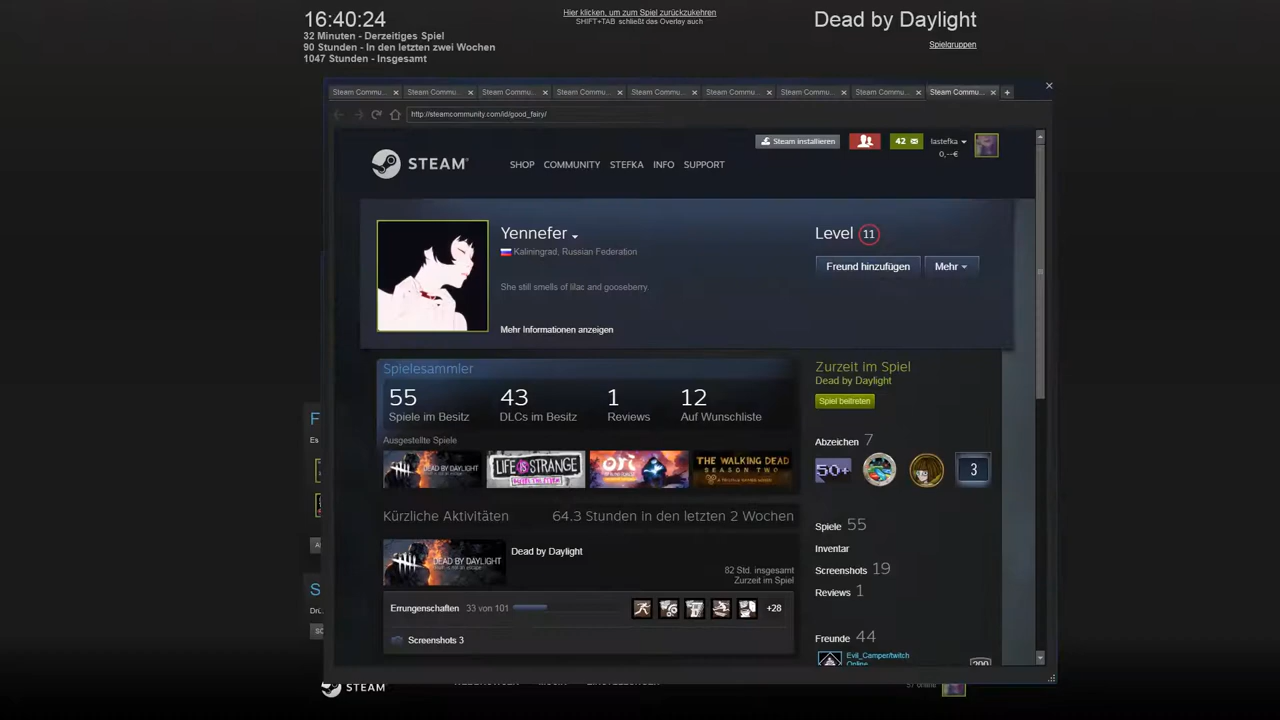 16:40:24
32 Minuten - Derzeitiges Spiel
90 Stunden - In den letzten zwei Wochen
1047 Stunden - Insgesamt
Hier klicken, um zum Spiel zurückzukehren
SHIFT+TAB schließt das Overlay auch
Dead by Daylight
Spielgruppen
Steam Commu... × Steam Commu... × Steam Commu... × Steam Commu... × Steam Commu... × Steam Commu... × Steam Commu... × Steam Commu... × Steam Commu... × +
http://steamcommunity.com/id/good_fairy/
Steam installieren 42 lastefka
0,--€
STEAM® SHOP COMMUNITY STEFKA INFO SUPPORT
Yennefer
Kaliningrad, Russian Federation
She still smells of lilac and gooseberry.
Mehr Informationen anzeigen
Level 11
Freund hinzufügen Mehr
Spielesammler
55 43 1 12
Spiele im Besitz DLCs im Besitz Reviews Auf Wunschliste
Ausgestellte Spiele
DEAD BY DAYLIGHT LIFE IS STRANGE ori THE WALKING DEAD
SEASON TWO
Kürzliche Aktivitäten 64.3 Stunden in den letzten 2 Wochen
DEAD BY DAYLIGHT
Dead by Daylight
82 Std. insgesamt
Zurzeit im Spiel
Errungenschaften 33 von 101 +28
Screenshots 3
Zurzeit im Spiel
Dead by Daylight
Spiel beitreten
Abzeichen 7
50+ 3
Spiele 55
Inventar
Screenshots 19
Reviews 1
Freunde 44
Evil_Camper/twitch
Online
200
F
Es
S
Drü
STEAM